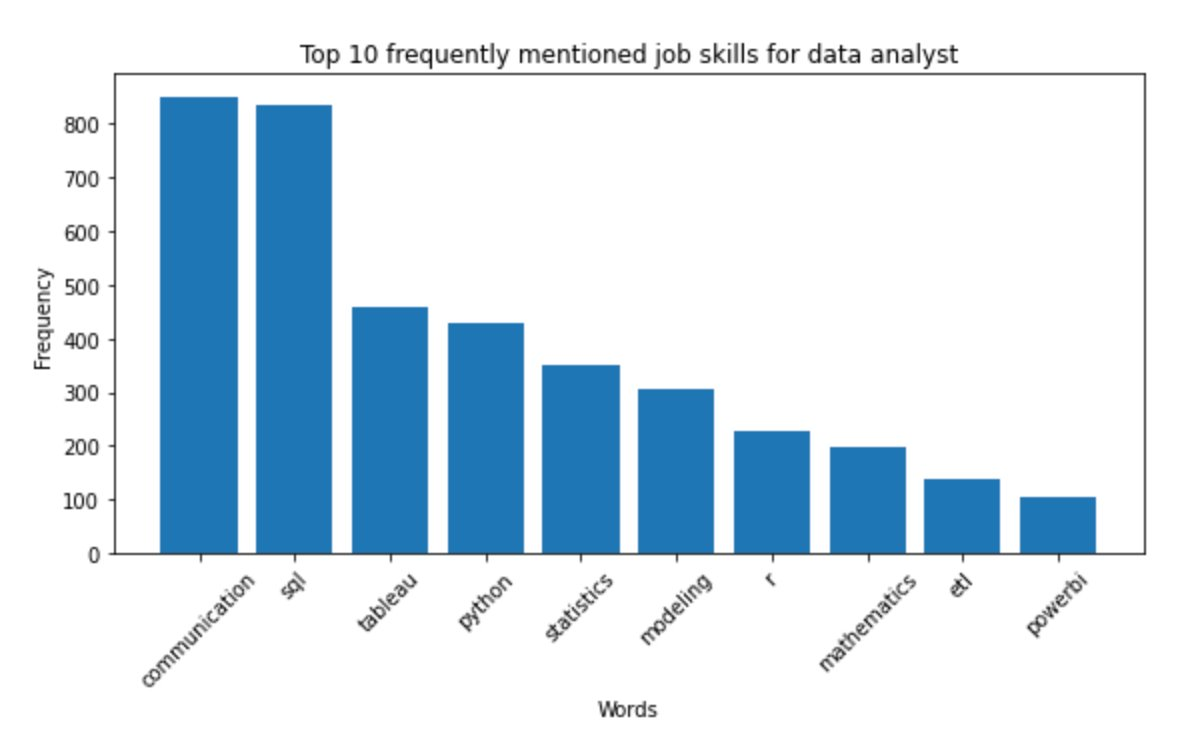 Top 10 frequently mentioned job skills for data analyst
Frequency
800
700
600
500
400
300
200
100
0
communication
sql
tableau
python
statistics
modeling
r
mathematics
etl
powerbi
Words